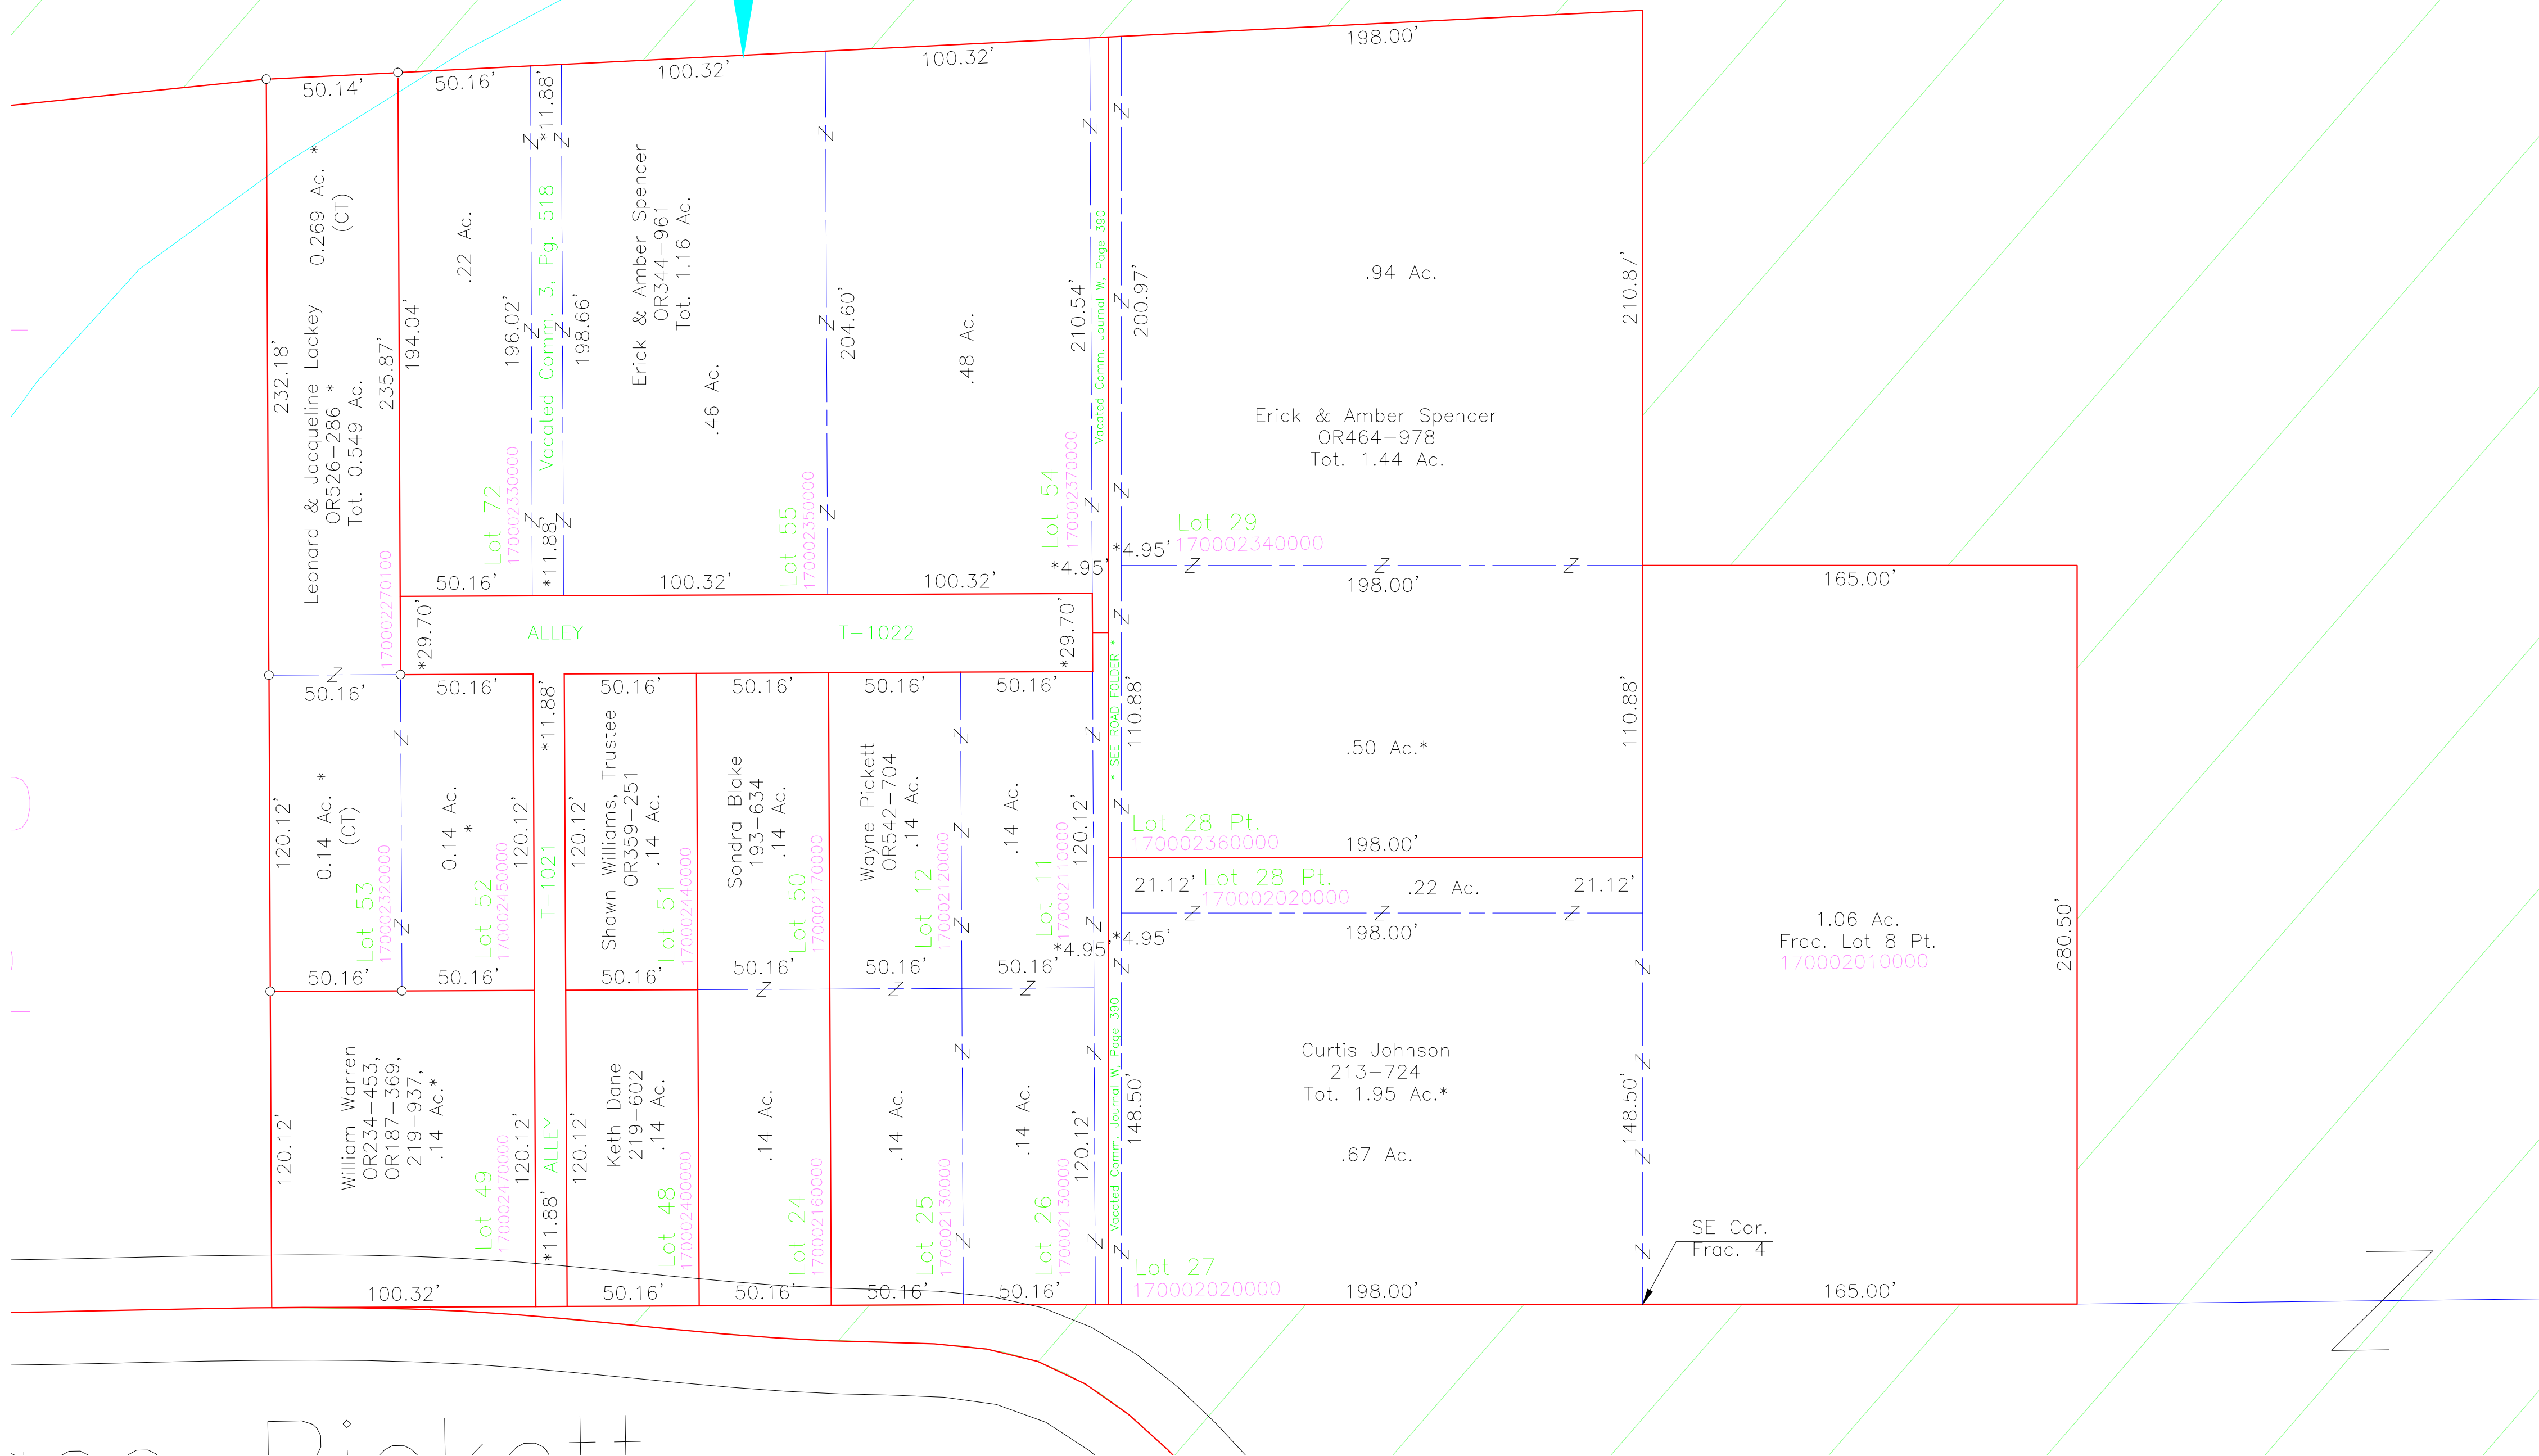 198.00'
100.32'
100.32'
50.16'
50.14'
*11.88'
Leonard & Jacqueline Lackey 0.269 Ac. *
OR526-286 * (CT)
Tot. 0.549 Ac.
232.18'
235.87'
170002270100
194.04'
.22 Ac.
196.02'
Lot 72
170002330000
Vacated Comm. 3, Pg. 518
*11.88'
198.66'
Erick & Amber Spencer
OR344-961
Tot. 1.16 Ac.
.46 Ac.
Lot 55
170002350000
204.60'
.48 Ac.
210.54'
Lot 54
170002370000
Vacated Comm. Journal W, Page 390
200.97'
.94 Ac.
210.87'
Erick & Amber Spencer
OR464-978
Tot. 1.44 Ac.
Lot 29
170002340000
*4.95'
*4.95'
50.16'
100.32'
100.32'
198.00'
165.00'
*29.70'
ALLEY
T-1022
*29.70'
* SEE ROAD FOLDER *
110.88'
110.88'
.50 Ac.*
Lot 28 Pt.
170002360000
198.00'
50.16'
50.16'
*11.88'
50.16'
50.16'
50.16'
50.16'
120.12'
0.14 Ac. *
(CT)
Lot 53
170002320000
0.14 Ac.
*
120.12'
Lot 52
170002450000
T-1021
120.12'
Shawn Williams, Trustee
OR359-251
.14 Ac.
Lot 51
170002440000
Sondra Blake
193-634
.14 Ac.
Lot 50
170002170000
Wayne Pickett
OR542-704
.14 Ac.
Lot 12
170002120000
.14 Ac.
Lot 11
170002110000
120.12'
*4.95'
*4.95'
21.12'
Lot 28 Pt.
170002020000
.22 Ac.
21.12'
198.00'
1.06 Ac.
Frac. Lot 8 Pt.
170002010000
280.50'
50.16'
50.16'
50.16'
50.16'
50.16'
50.16'
120.12'
William Warren
OR234-453,
OR187-369,
219-937,
.14 Ac.*
Lot 49
170002470000
120.12'
ALLEY
*11.88'
120.12'
Keth Dane
219-602
.14 Ac.
Lot 48
170002400000
.14 Ac.
Lot 24
170002160000
.14 Ac.
Lot 25
170002130000
.14 Ac.
Lot 26
170002130000
120.12'
Vacated Comm. Journal W, Page 390
148.50'
Curtis Johnson
213-724
Tot. 1.95 Ac.*
.67 Ac.
148.50'
Lot 27
170002020000
SE Cor.
Frac. 4
100.32'
50.16'
50.16'
50.16'
50.16'
198.00'
165.00'
Pickett